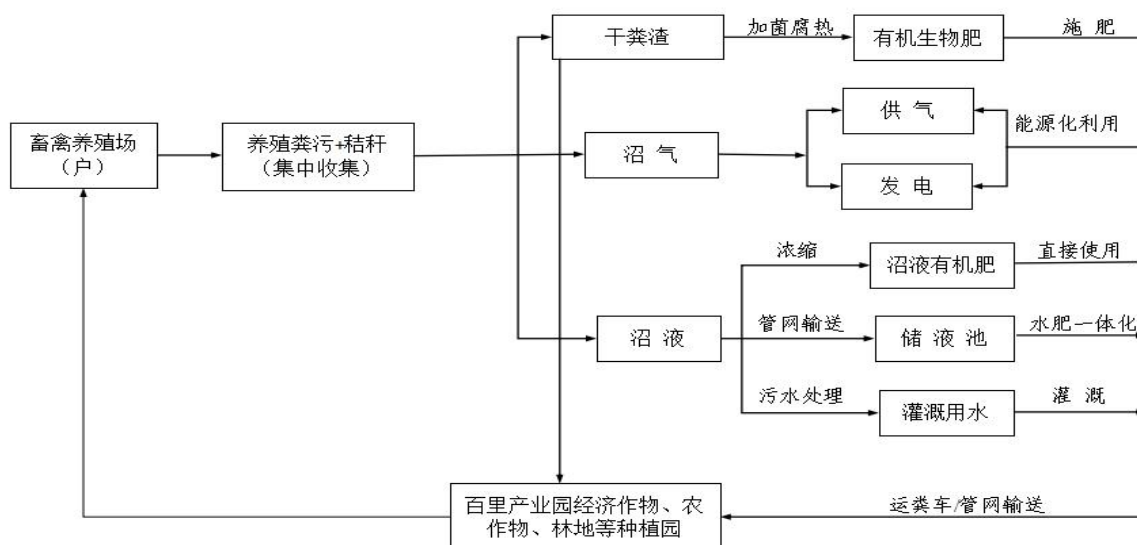 干粪渣
加菌腐热
有机生物肥
施 肥
畜禽养殖场
（户）
养殖粪污+秸秆
（集中收集）
沼 气
供 气
发 电
能源化利用
浓缩
沼液有机肥
直接使用
沼 液
管网输送
储 液 池
水肥一体化
污水处理
灌溉用水
灌 溉
百里产业园经济作物、农
作物、林地等种植园
运粪车/管网输送